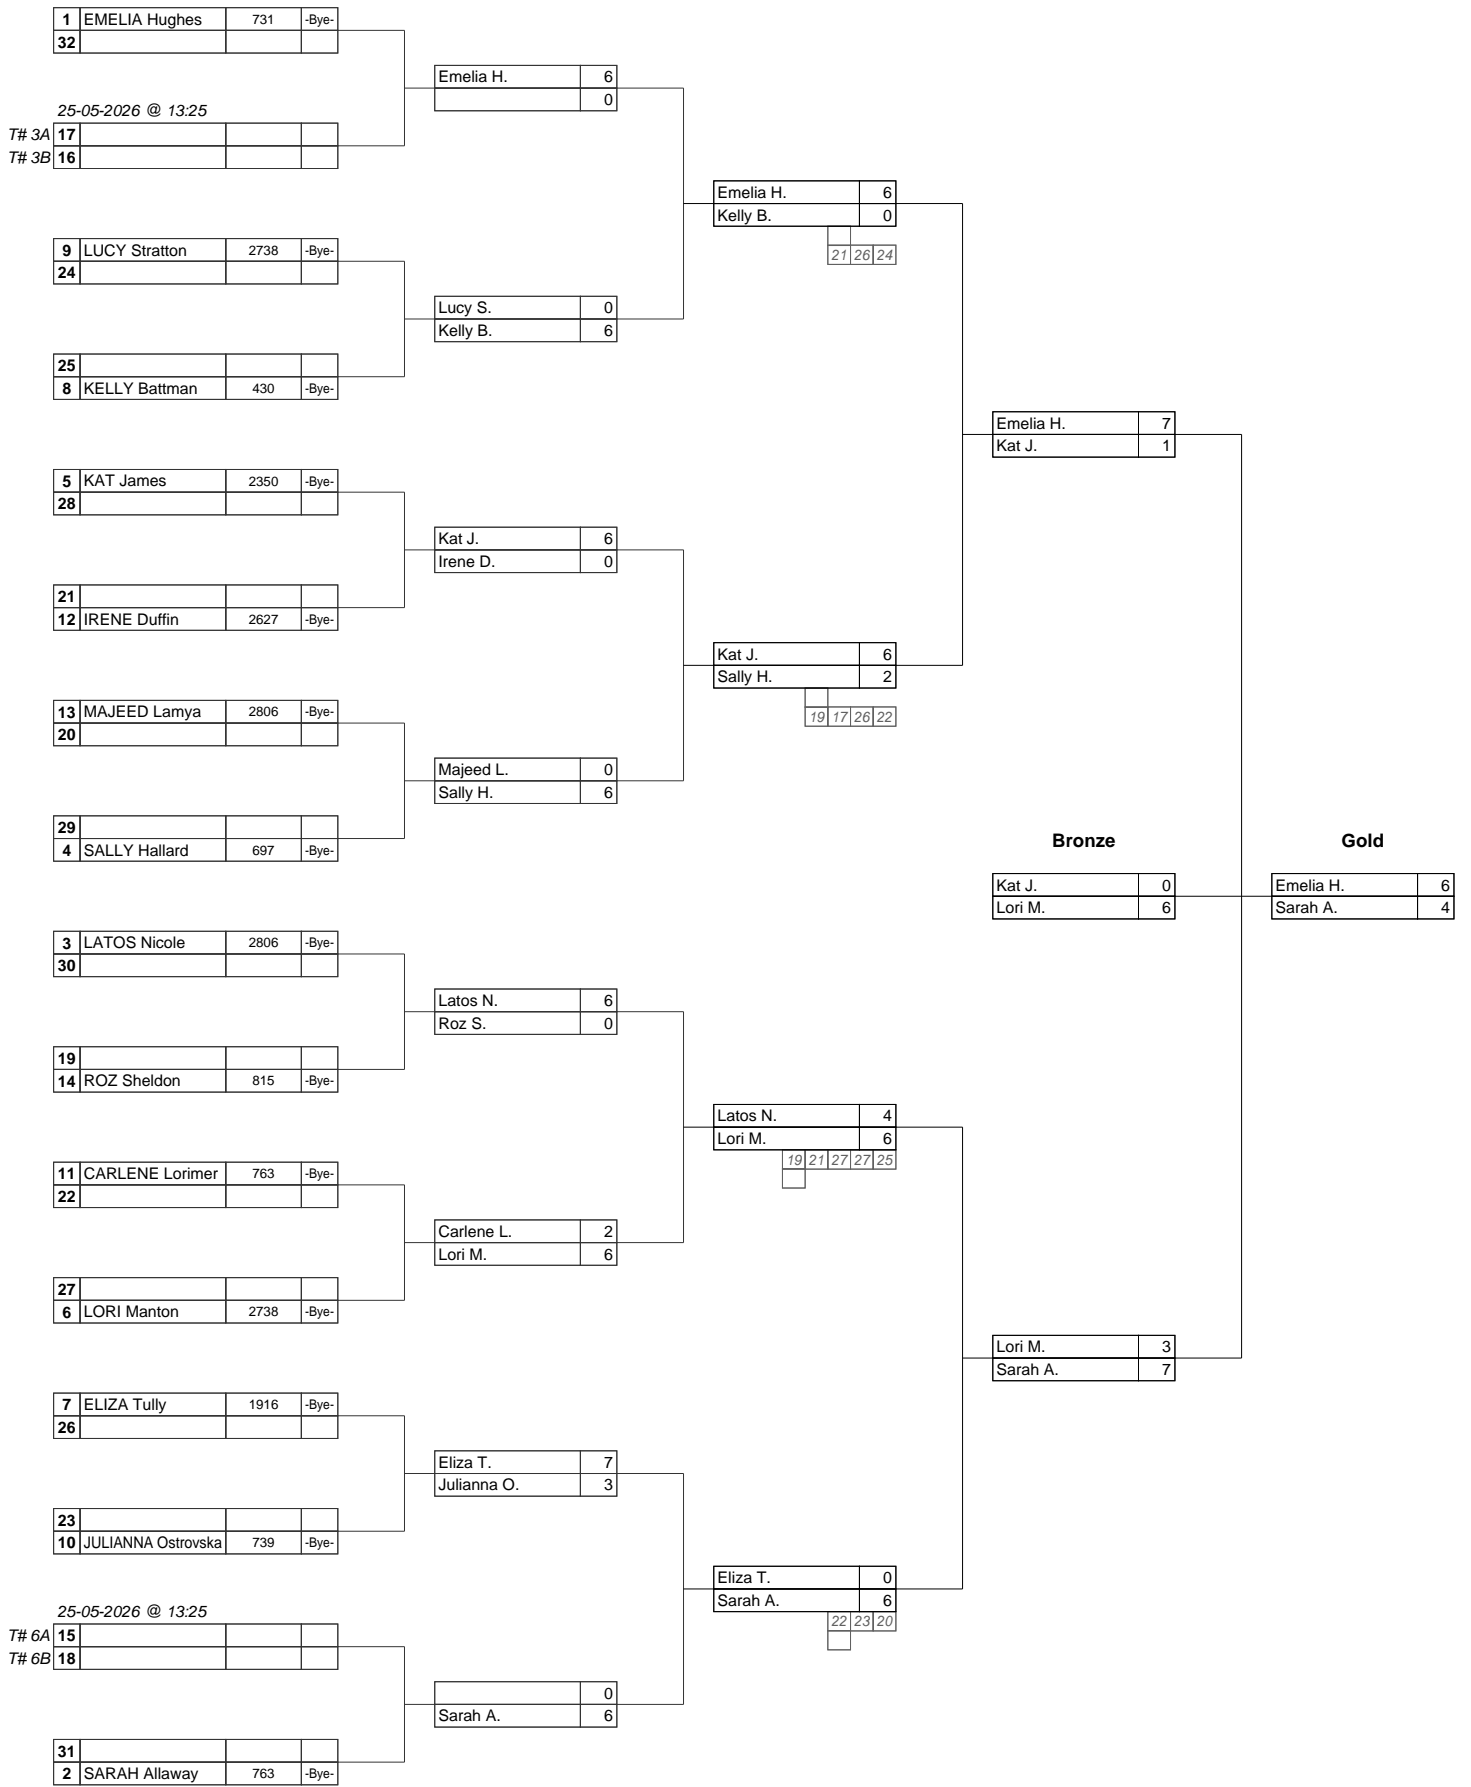 1 EMELIA Hughes 731 -Bye-
32
Emelia H. 6
0
25-05-2026 @ 13:25
T# 3A 17
T# 3B 16
Emelia H. 6
Kelly B. 0
21 26 24
9 LUCY Stratton 2738 -Bye-
24
Lucy S. 0
Kelly B. 6
25
8 KELLY Battman 430 -Bye-
Emelia H. 7
Kat J. 1
5 KAT James 2350 -Bye-
28
Kat J. 6
Irene D. 0
21
12 IRENE Duffin 2627 -Bye-
Kat J. 6
Sally H. 2
19 17 26 22
13 MAJEED Lamya 2806 -Bye-
20
Majeed L. 0
Sally H. 6
29
4 SALLY Hallard 697 -Bye-
Bronze Gold
Kat J. 0 Emelia H. 6
Lori M. 6 Sarah A. 4
3 LATOS Nicole 2806 -Bye-
30
Latos N. 6
Roz S. 0
19
14 ROZ Sheldon 815 -Bye-
Latos N. 4
Lori M. 6
19 21 27 27 25
11 CARLENE Lorimer 763 -Bye-
22
Carlene L. 2
Lori M. 6
27
6 LORI Manton 2738 -Bye-
Lori M. 3
Sarah A. 7
7 ELIZA Tully 1916 -Bye-
26
Eliza T. 7
Julianna O. 3
23
10 JULIANNA Ostrovska 739 -Bye-
Eliza T. 0
Sarah A. 6
22 23 20
25-05-2026 @ 13:25
T# 6A 15
T# 6B 18
0
Sarah A. 6
31
2 SARAH Allaway 763 -Bye-